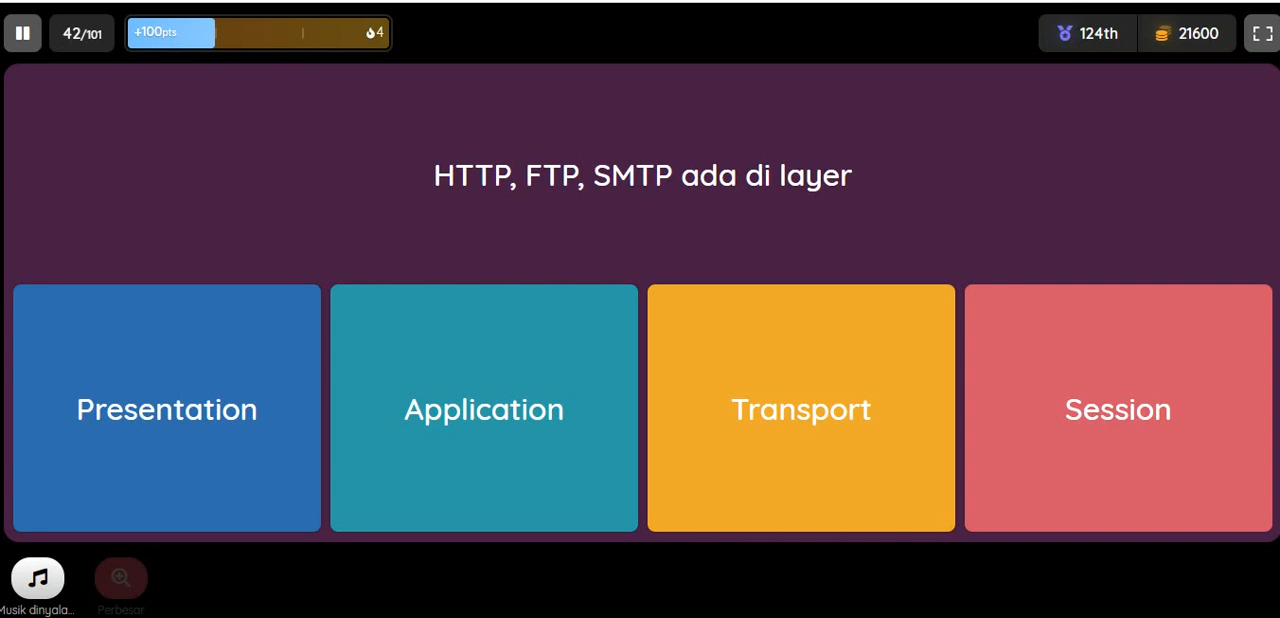 42/101
+100pts
4
124th
21600
HTTP, FTP, SMTP ada di layer
Presentation
Application
Transport
Session
Musik dinyala...
Perbesar